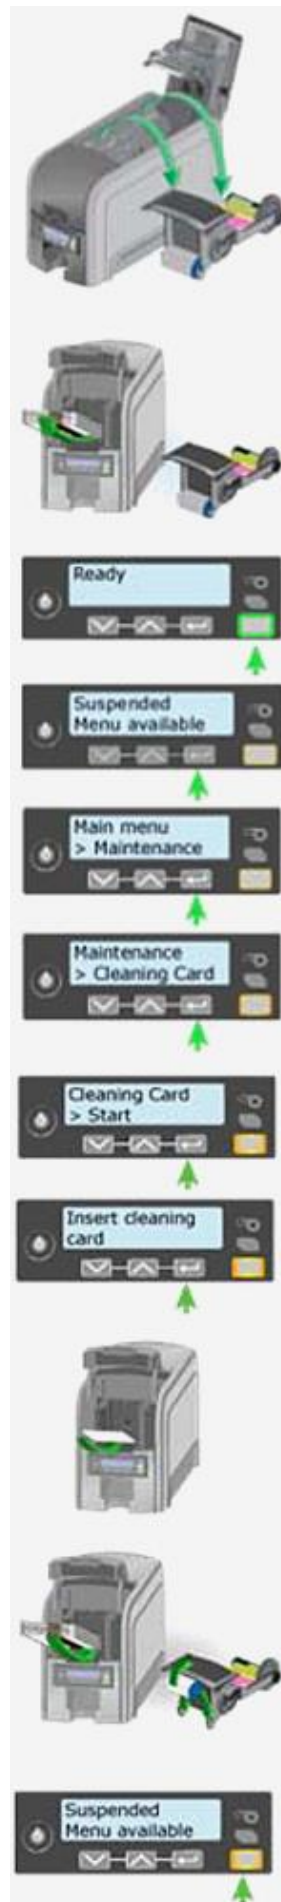 Ready
Suspended
Menu available
Main menu
> Maintenance
Maintenance
> Cleaning Card
Cleaning Card
> Start
Insert cleaning
card
Suspended
Menu available